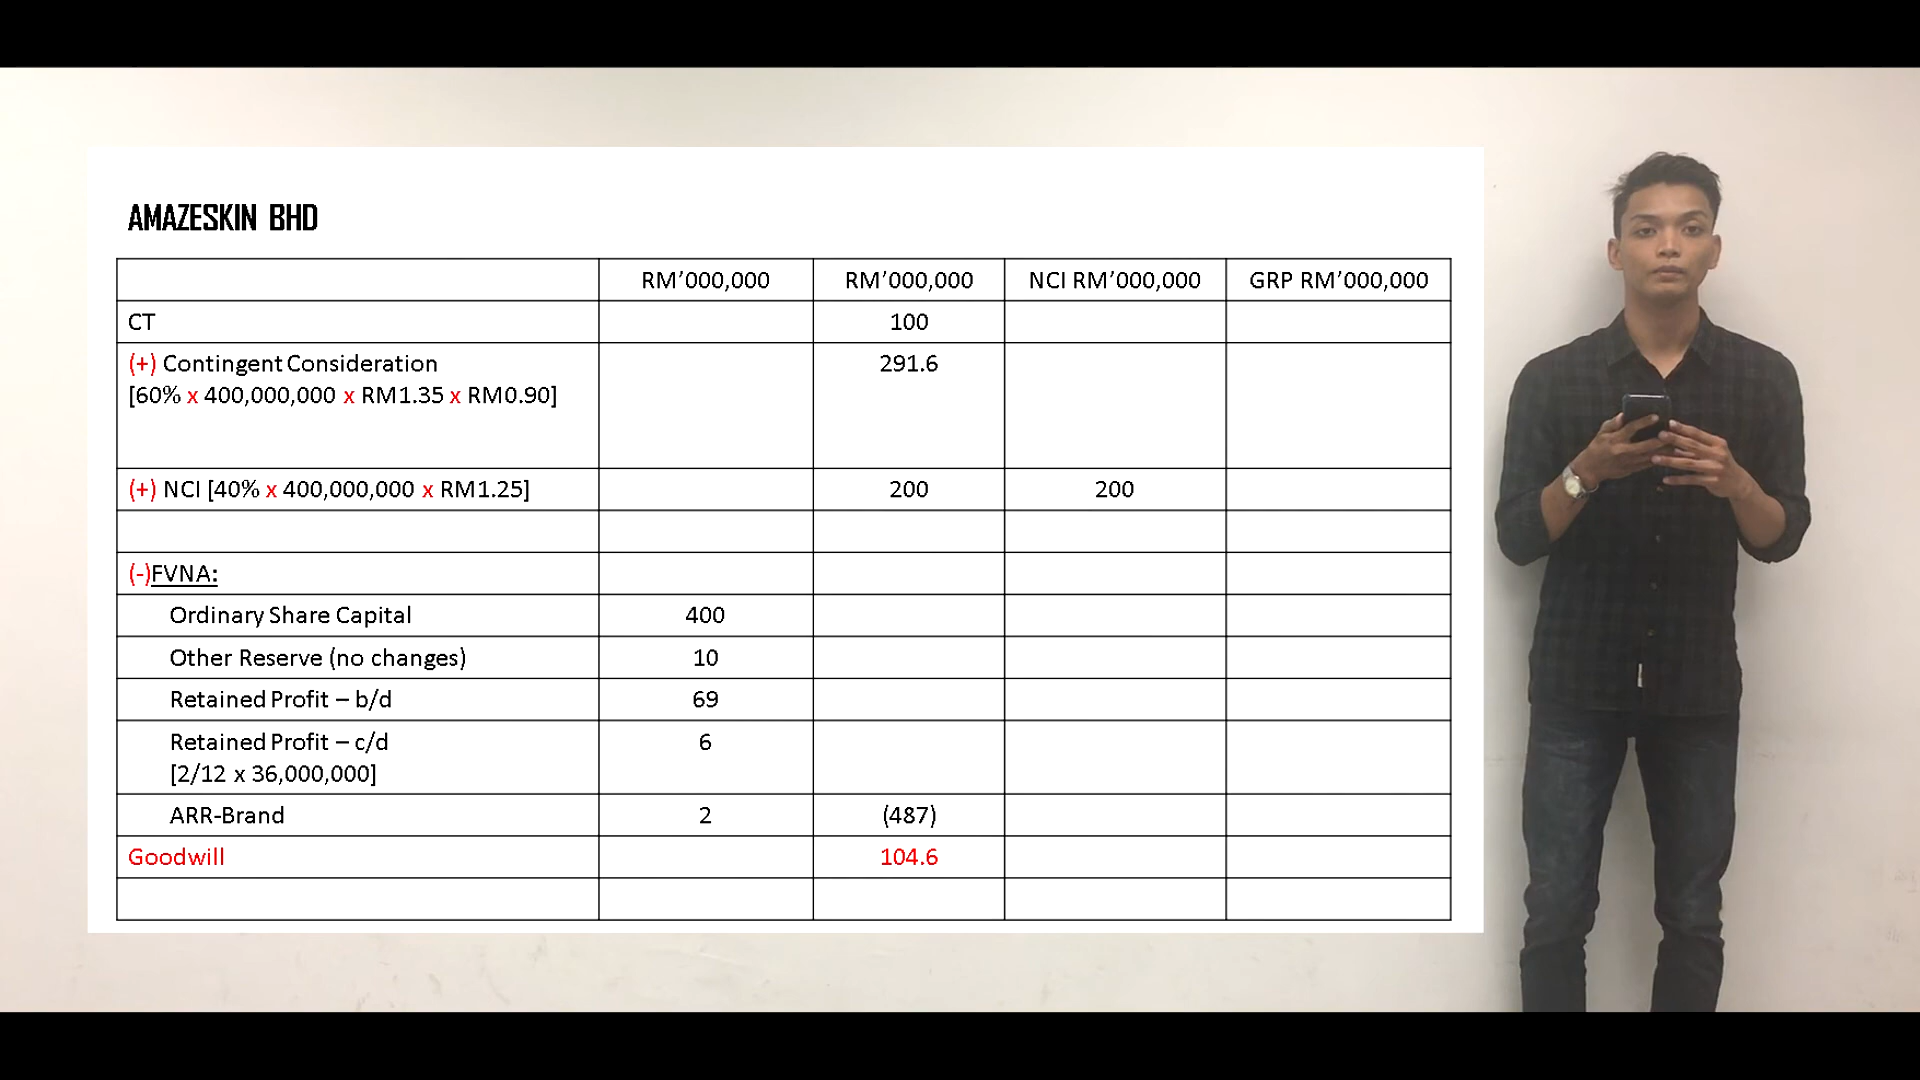 AMAZESKIN BHD
RM’000,000 RM’000,000 NCI RM’000,000 GRP RM’000,000
CT 100
(+) Contingent Consideration 291.6
[60% x 400,000,000 x RM1.35 x RM0.90]
(+) NCI [40% x 400,000,000 x RM1.25] 200 200
(-)FVNA:
Ordinary Share Capital 400
Other Reserve (no changes) 10
Retained Profit – b/d 69
Retained Profit – c/d 6
[2/12 x 36,000,000]
ARR-Brand 2 (487)
Goodwill 104.6